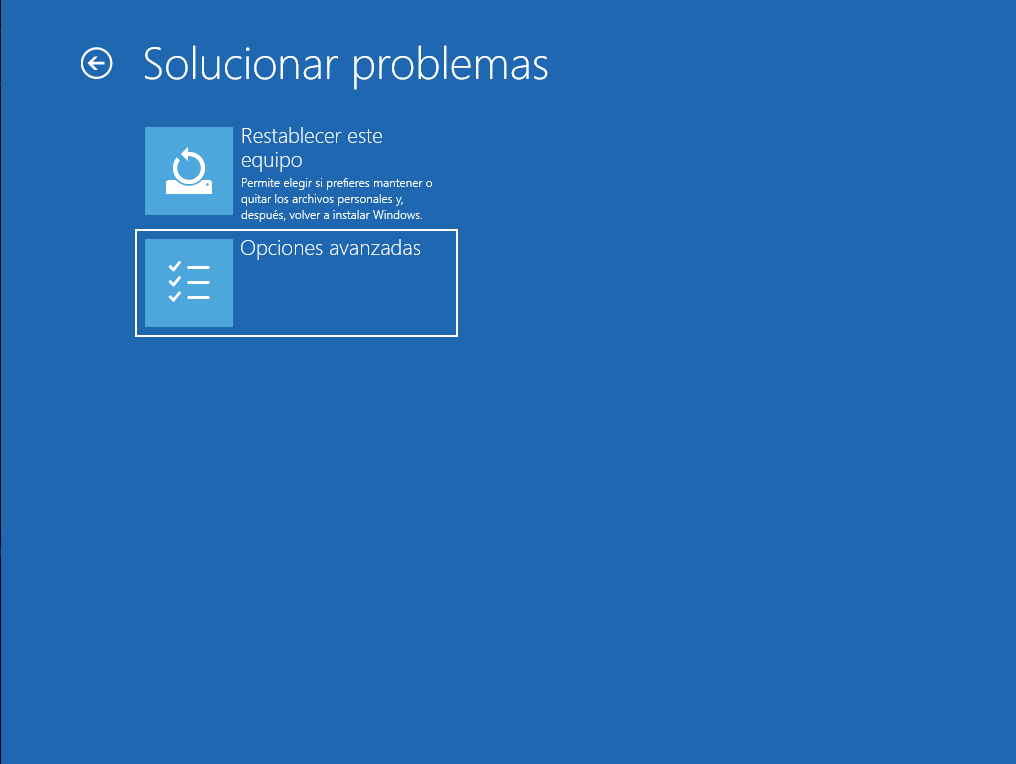 Solucionar problemas
Restablecer este
equipo
Permite elegir si prefieres mantener o
quitar los archivos personales y,
después, volver a instalar Windows.
Opciones avanzadas